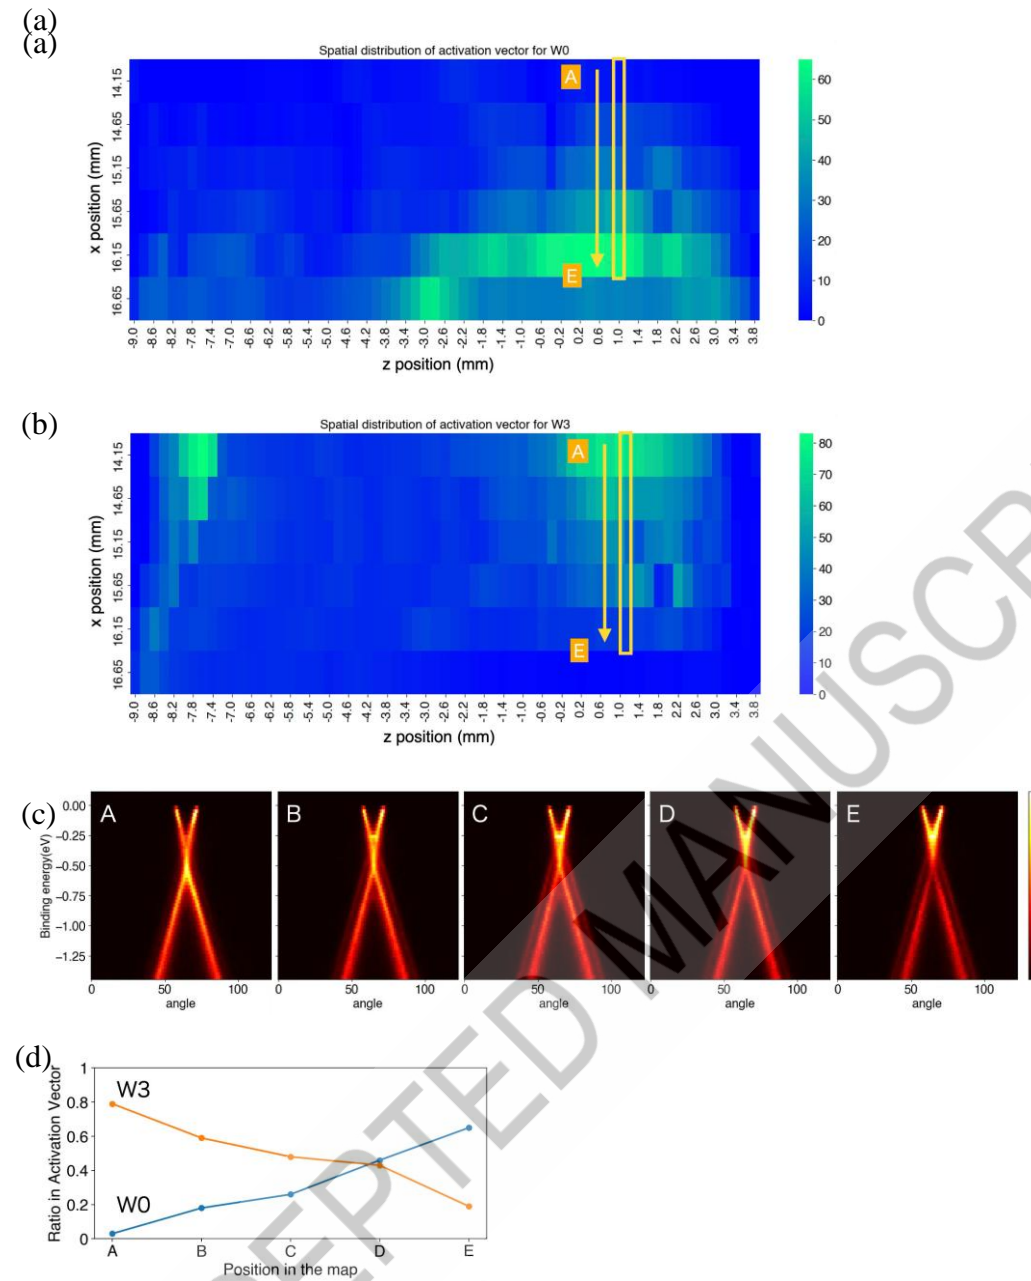 (a)
(a)
Spatial distribution of activation vector for W0
x position (mm)
14.15
14.65
15.15
15.65
16.15
16.65
A
E
60
50
40
30
20
10
0
-9.0 -8.6 -8.2 -7.8 -7.4 -7.0 -6.6 -6.2 -5.8 -5.4 -5.0 -4.6 -4.2 -3.8 -3.4 -3.0 -2.6 -2.2 -1.8 -1.4 -1.0 -0.6 -0.2 0.2 0.6 1.0 1.4 1.8 2.2 2.6 3.0 3.4 3.8
z position (mm)
(b)
Spatial distribution of activation vector for W3
x position (mm)
14.15
14.65
15.15
15.65
16.15
16.65
A
E
80
70
60
50
40
30
20
10
0
-9.0 -8.6 -8.2 -7.8 -7.4 -7.0 -6.6 -6.2 -5.8 -5.4 -5.0 -4.6 -4.2 -3.8 -3.4 -3.0 -2.6 -2.2 -1.8 -1.4 -1.0 -0.6 -0.2 0.2 0.6 1.0 1.4 1.8 2.2 2.6 3.0 3.4 3.8
z position (mm)
(c)
Binding energy(eV)
0.00
−0.25
−0.50
−0.75
−1.00
−1.25
A B C D E
0 50 100 0 50 100 0 50 100 0 50 100 0 50 100
angle angle angle angle angle
(d)
Ratio in Activation Vector
1
0.8
0.6
0.4
0.2
0
W3
W0
A B C D E
Position in the map
EPTED MANUSCR